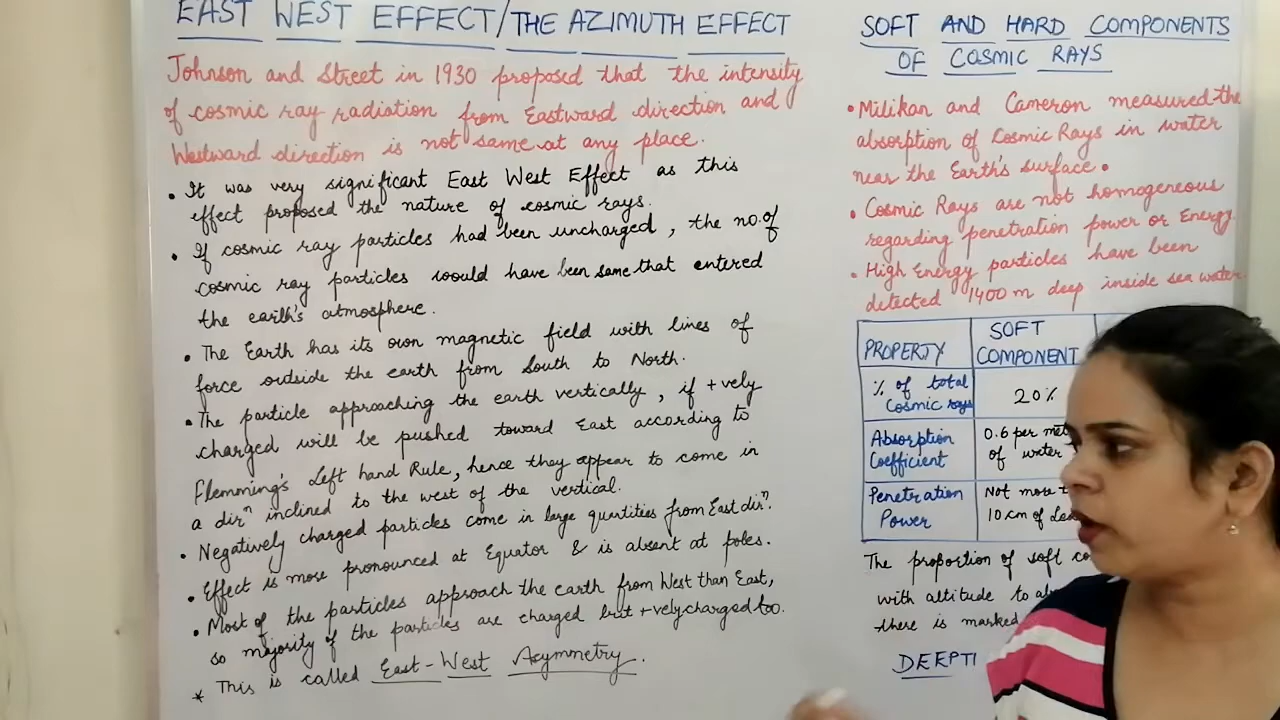 EAST WEST EFFECT/THE AZIMUTH EFFECT
Johnson and Street in 1930 proposed that the intensity
of cosmic ray radiation from Eastward direction and
Westward direction is not same at any place.
• It was very significant East West Effect as this
effect proposed the nature of cosmic rays.
• If cosmic ray particles had been uncharged, the no. of
cosmic ray particles would have been same that entered
the earth's atmosphere.
• The Earth has its own magnetic field with lines of
force outside the earth from South to North.
• The particle approaching the earth vertically, if +vely
charged will be pushed toward East according to
Flemming's Left hand Rule, hence they appear to come in
a dirⁿ inclined to the west of the vertical.
• Negatively charged particles come in large quantities from East dirⁿ.
• Effect is more pronounced at Equator & is absent at poles.
• Most of the particles approach the earth from West than East,
so majority of the particles are charged but +vely charged too.
* This is called East-West Asymmetry.
SOFT AND HARD COMPONENTS
OF COSMIC RAYS
• Milikan and Cameron measured the
absorption of Cosmic Rays in water
near the Earth's surface.
• Cosmic Rays are not homogeneous
regarding penetration power or Energy.
• High Energy particles have been
detected 1400 m deep inside sea water.
PROPERTY SOFT COMPONENT
% of total Cosmic rays 20%
Absorption Coefficient 0.6 per met of water
Penetration Power Not more 10 cm of
The proportion of soft
with altitude to
there is marked
DEEPTI